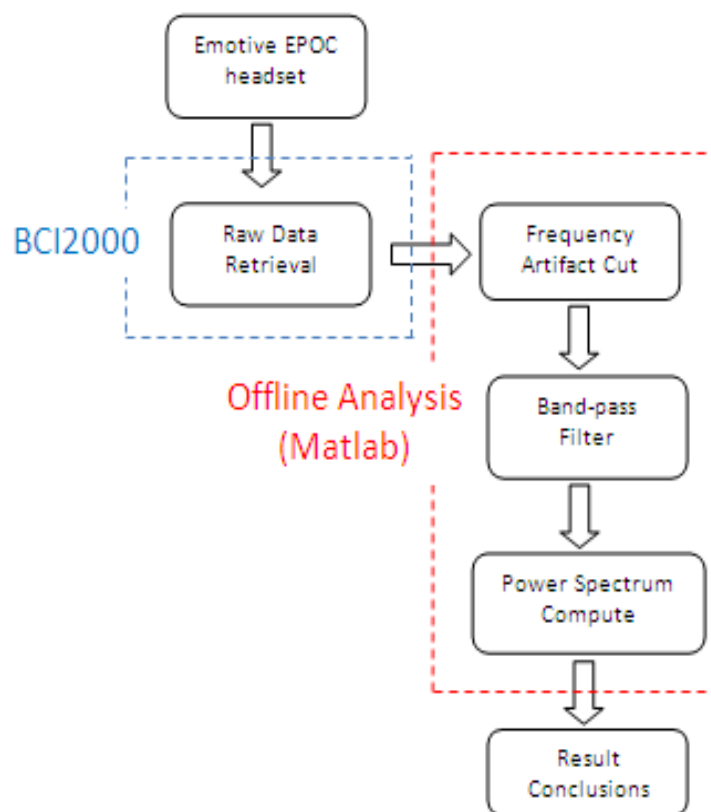 Emotive EPOC
headset
BCI2000
Raw Data
Retrieval
Frequency
Artifact Cut
Offline Analysis
(Matlab)
Band-pass
Filter
Power Spectrum
Compute
Result
Conclusions